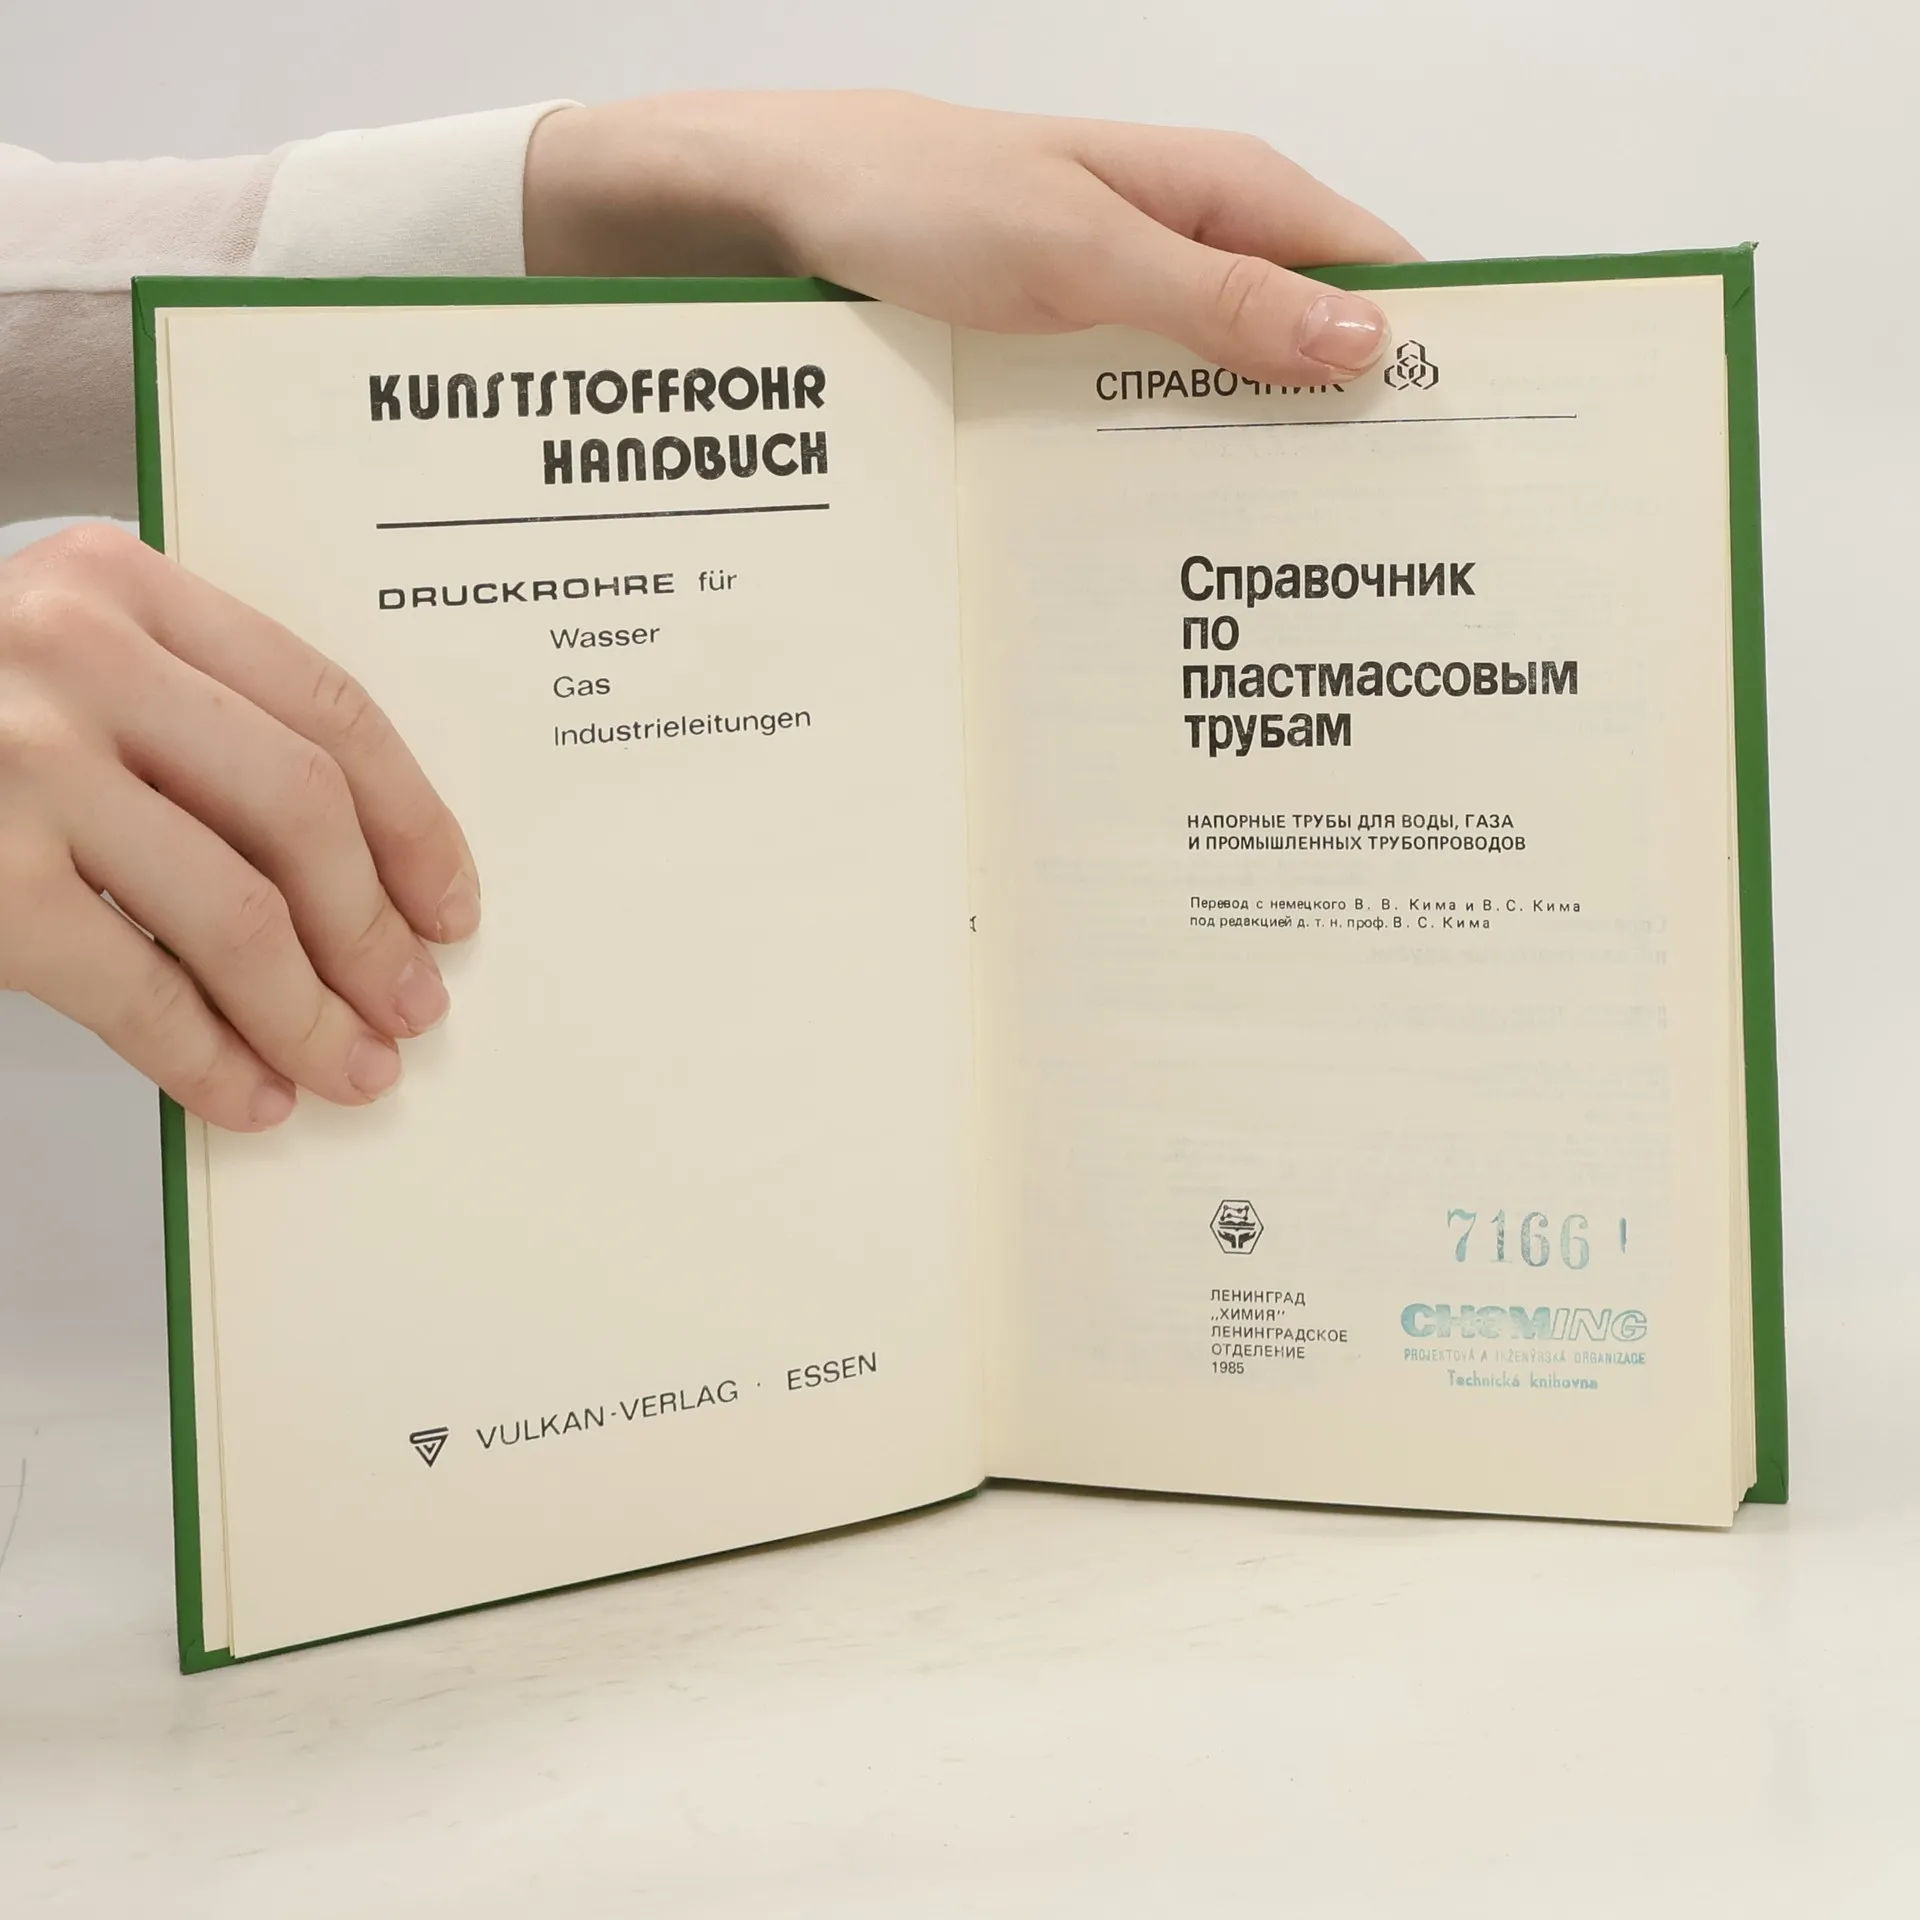 KUNSTSTOFFROHR
HANDBUCH
DRUCKROHRE für
Wasser
Gas
Industrieleitungen
VULKAN-VERLAG · ESSEN
СПРАВОЧНИК
Справочник
по
пластмассовым
трубам
НАПОРНЫЕ ТРУБЫ ДЛЯ ВОДЫ, ГАЗА
И ПРОМЫШЛЕННЫХ ТРУБОПРОВОДОВ
Перевод с немецкого В. В. Кима и В. С. Кима
под редакцией д. т. н. проф. В. С. Кима
ЛЕНИНГРАД
„ХИМИЯ"
ЛЕНИНГРАДСКОЕ
ОТДЕЛЕНИЕ
1985
7166
CHEMING
PROJEKTOVÁ A INŽENÝRSKÁ ORGANIZACE
Technická knihovna